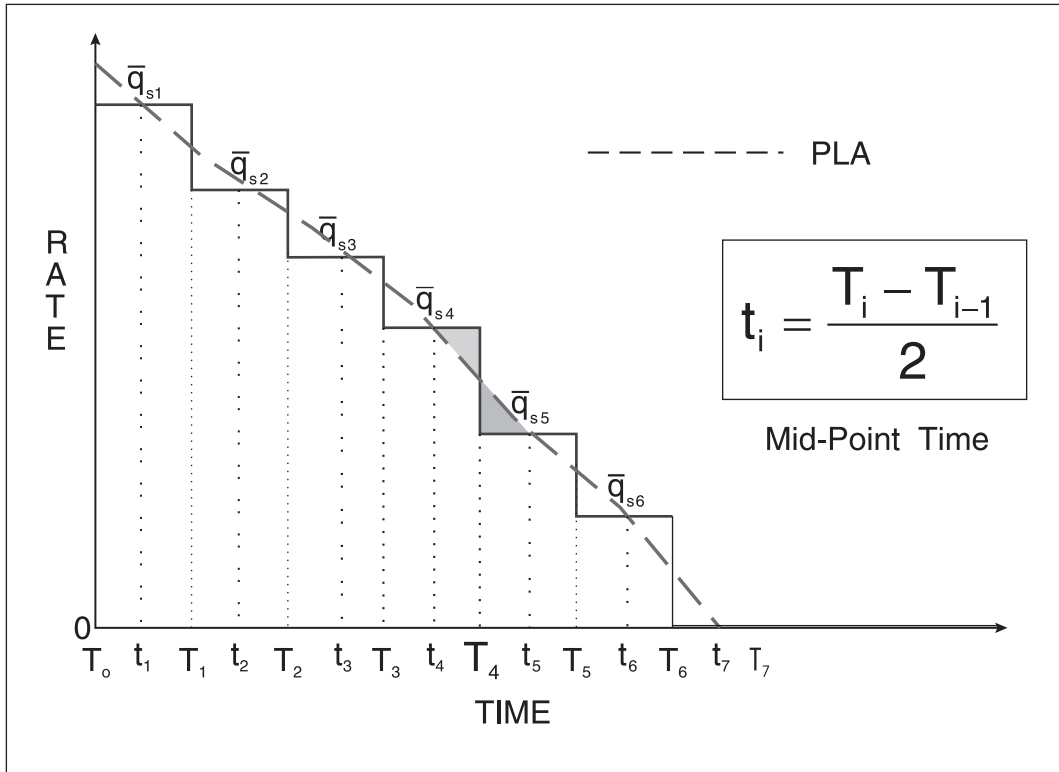 q̅s1
q̅s2
q̅s3
q̅s4
q̅s5
q̅s6
PLA
RATE
tᵢ = (Tᵢ – Tᵢ₋₁) / 2
Mid-Point Time
0
To t1 T1 t2 T2 t3 T3 t4 T4 t5 T5 t6 T6 t7 T7
TIME